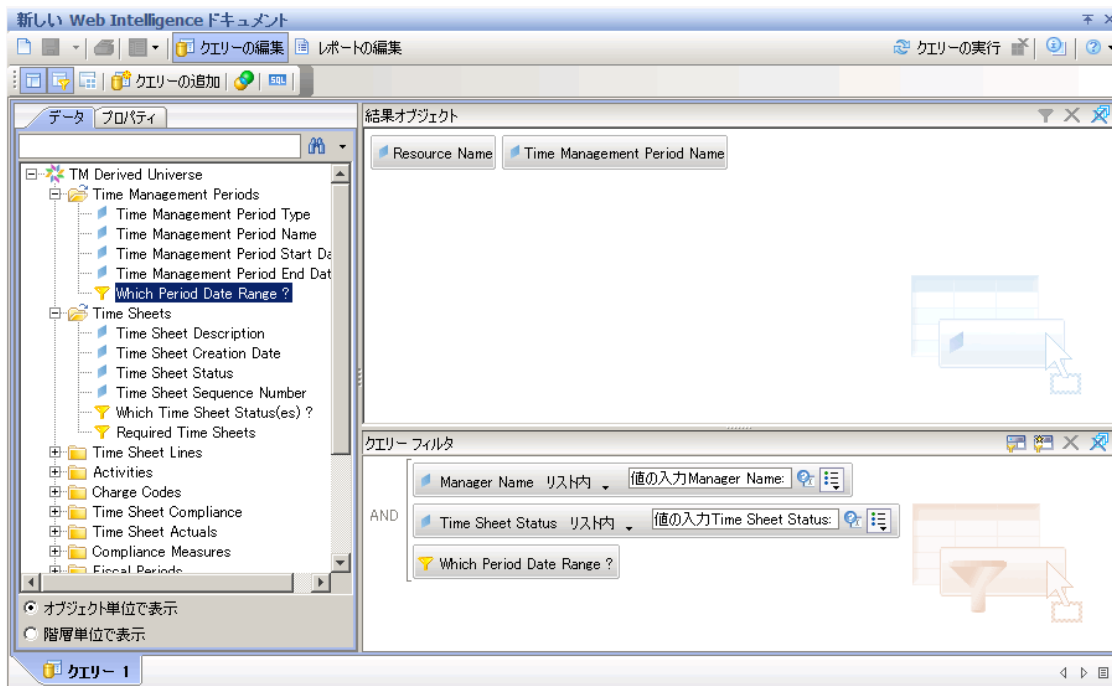 新しい Web Intelligence ドキュメント
クエリーの編集 レポートの編集 クエリーの実行
クエリーの追加 SQL
データ プロパティ
TM Derived Universe
Time Management Periods
Time Management Period Type
Time Management Period Name
Time Management Period Start Da
Time Management Period End Dat
Which Period Date Range ?
Time Sheets
Time Sheet Description
Time Sheet Creation Date
Time Sheet Status
Time Sheet Sequence Number
Which Time Sheet Status(es) ?
Required Time Sheets
Time Sheet Lines
Activities
Charge Codes
Time Sheet Compliance
Time Sheet Actuals
Compliance Measures
Fiscal Periods
オブジェクト単位で表示
階層単位で表示
結果オブジェクト
Resource Name Time Management Period Name
クエリー フィルタ
AND
Manager Name リスト内 値の入力Manager Name:
Time Sheet Status リスト内 値の入力Time Sheet Status:
Which Period Date Range ?
クエリー 1